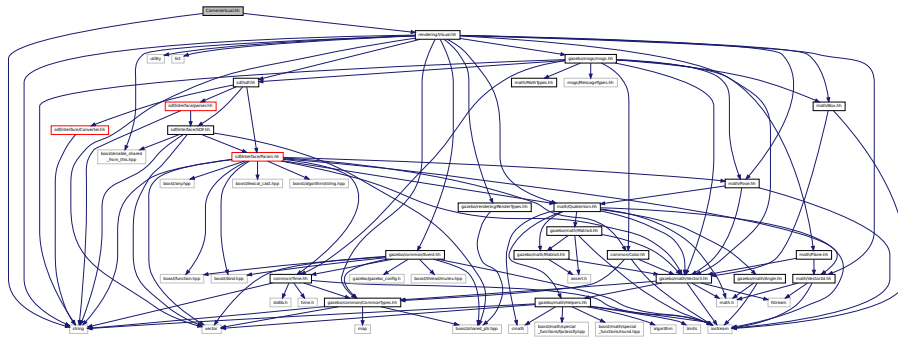 CameraVisual.hh
rendering/Visual.hh
utility
list
gazebo/msgs/msgs.hh
sdf/sdf.hh
math/MathTypes.hh
msgs/MessageTypes.hh
sdf/interface/parser.hh
math/Box.hh
sdf/interface/Converter.hh
sdf/interface/SDF.hh
boost/enable_shared
_from_this.hpp
sdf/interface/Param.hh
boost/any.hpp
boost/lexical_cast.hpp
boost/algorithm/string.hpp
math/Pose.hh
gazebo/rendering/RenderTypes.hh
math/Quaternion.hh
gazebo/math/Matrix4.hh
gazebo/common/Event.hh
gazebo/math/Matrix3.hh
common/Color.hh
math/Plane.hh
boost/function.hpp
boost/bind.hpp
common/Time.hh
gazebo/gazebo_config.h
boost/thread/mutex.hpp
assert.h
gazebo/math/Vector3.hh
gazebo/math/Angle.hh
math/Vector2d.hh
stdlib.h
time.h
gazebo/common/CommonTypes.hh
gazebo/math/Helpers.hh
math.h
fstream
string
vector
map
boost/shared_ptr.hpp
cmath
boost/math/special
_functions/fpclassify.hpp
boost/math/special
_functions/round.hpp
algorithm
limits
iostream